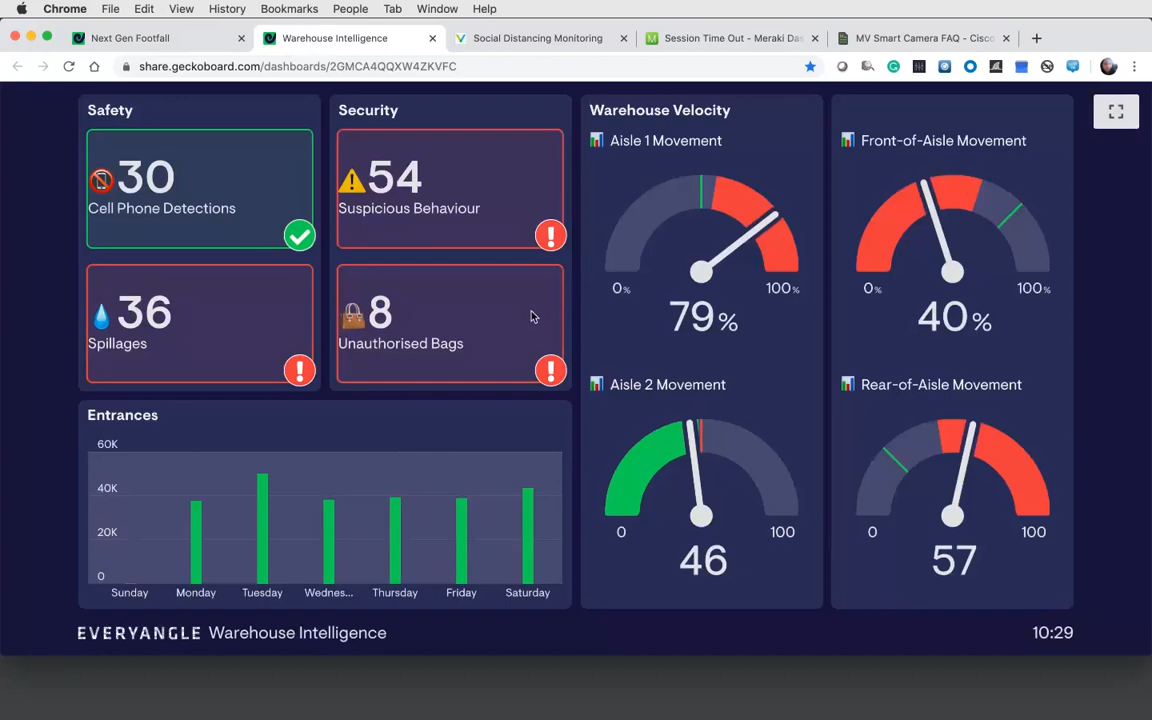 Chrome File Edit View History Bookmarks People Tab Window Help
Next Gen Footfall
Warehouse Intelligence
Social Distancing Monitoring
Session Time Out - Meraki Das
MV Smart Camera FAQ - Cisco
share.geckoboard.com/dashboards/2GMCA4QQXW4ZKVFC
Safety
30
Cell Phone Detections
36
Spillages
Security
54
Suspicious Behaviour
8
Unauthorised Bags
Entrances
60K
40K
20K
0
Sunday Monday Tuesday Wednes... Thursday Friday Saturday
Warehouse Velocity
Aisle 1 Movement
0% 100%
79%
Aisle 2 Movement
0 100
46
Front-of-Aisle Movement
0% 100%
40%
Rear-of-Aisle Movement
0 100
57
EVERYANGLE Warehouse Intelligence
10:29